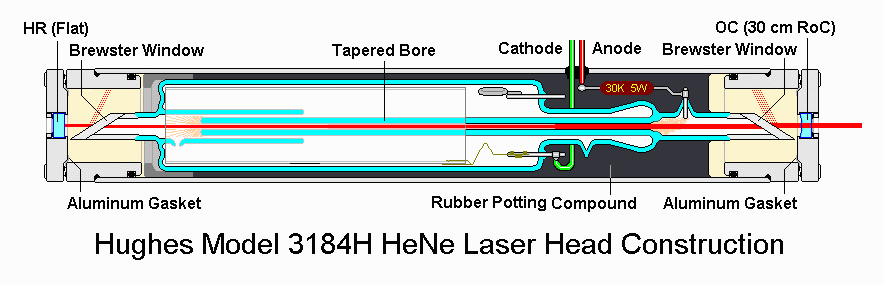 HR (Flat)
OC (30 cm RoC)
Brewster Window
Tapered Bore
Cathode
Anode
Brewster Window
30K 5W
Aluminum Gasket
Rubber Potting Compound
Aluminum Gasket
Hughes Model 3184H HeNe Laser Head Construction